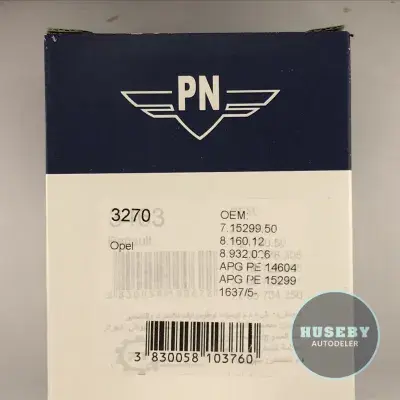 PN
3270
Opel
OEM:
7.15299.50
8.160.12
8.932.026
APG PE 14604
APG PE 15299
1637/5-
3 830058 103760
HUSEBY
AUTODELER